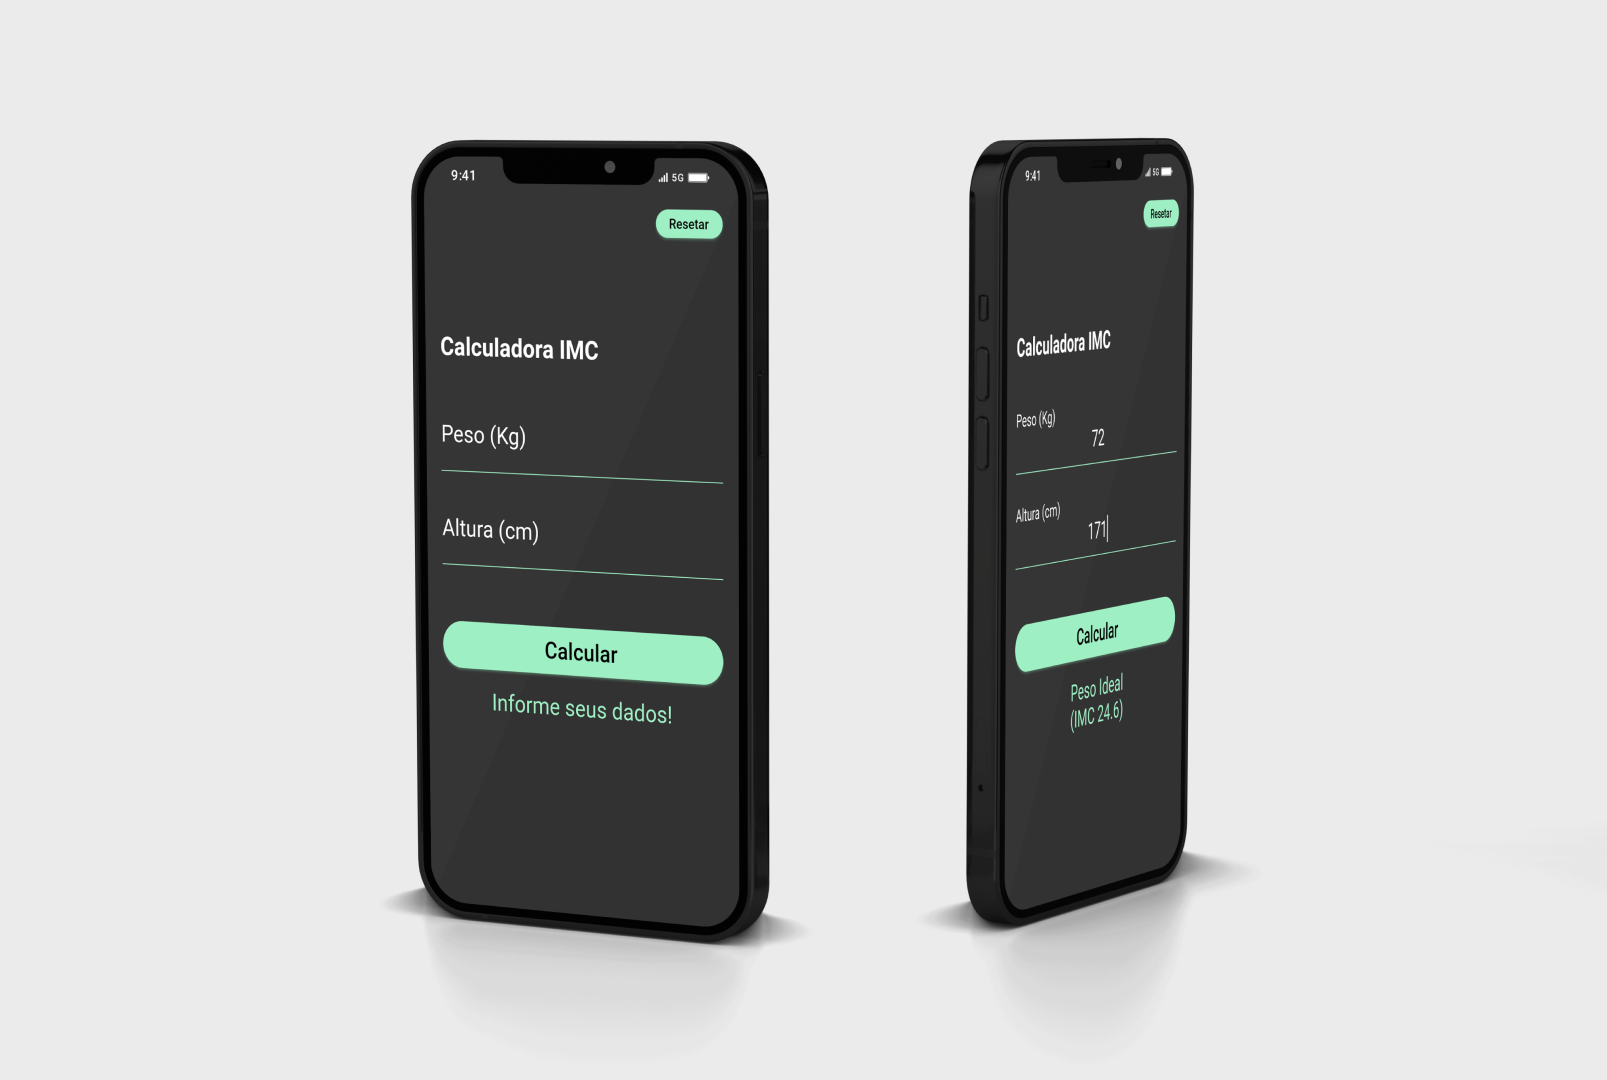 9:41
5G
Resetar
Calculadora IMC
Peso (Kg)
Altura (cm)
Calcular
Informe seus dados!
9:41
5G
Resetar
Calculadora IMC
Peso (Kg)
72
Altura (cm)
171
Calcular
Peso Ideal
(IMC 24.6)